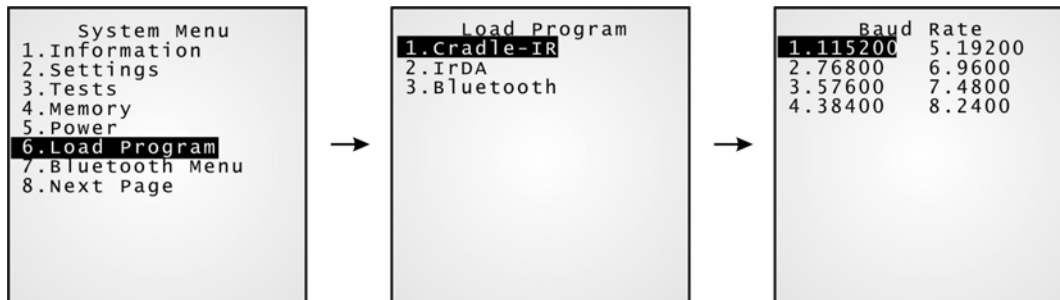 System Menu
1.Information
2.Settings
3.Tests
4.Memory
5.Power
6.Load Program
7.Bluetooth Menu
8.Next Page
Load Program
1.Cradle-IR
2.IrDA
3.Bluetooth
Baud Rate
1.115200 5.19200
2.76800 6.9600
3.57600 7.4800
4.38400 8.2400